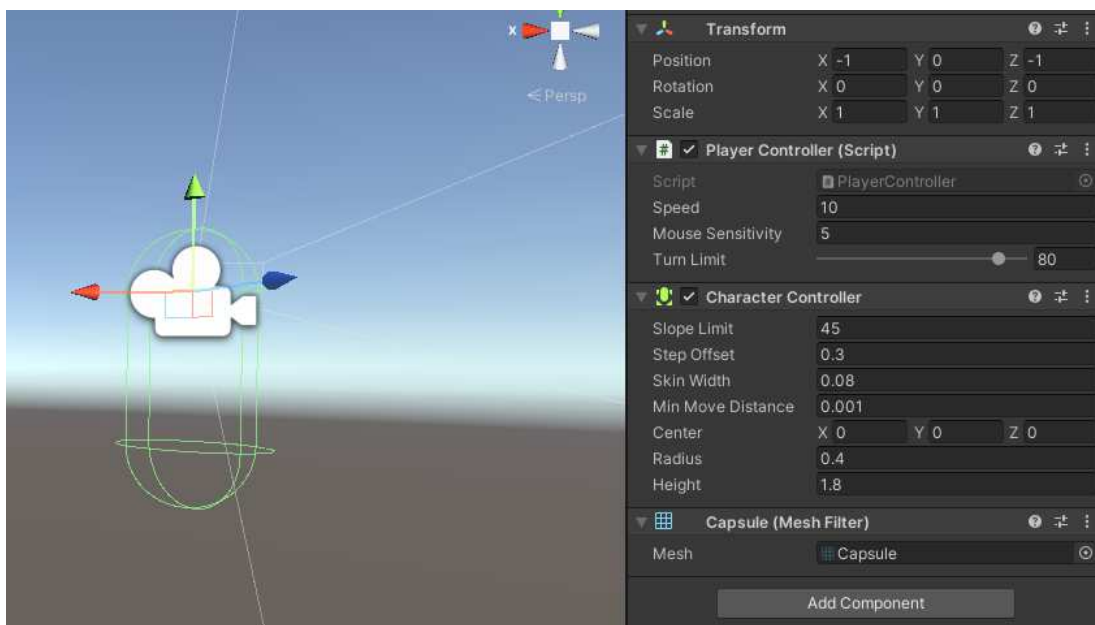 X
Persp
Transform
Position X -1 Y 0 Z -1
Rotation X 0 Y 0 Z 0
Scale X 1 Y 1 Z 1
# Player Controller (Script)
Script PlayerController
Speed 10
Mouse Sensitivity 5
Turn Limit 80
Character Controller
Slope Limit 45
Step Offset 0.3
Skin Width 0.08
Min Move Distance 0.001
Center X 0 Y 0 Z 0
Radius 0.4
Height 1.8
Capsule (Mesh Filter)
Mesh Capsule
Add Component